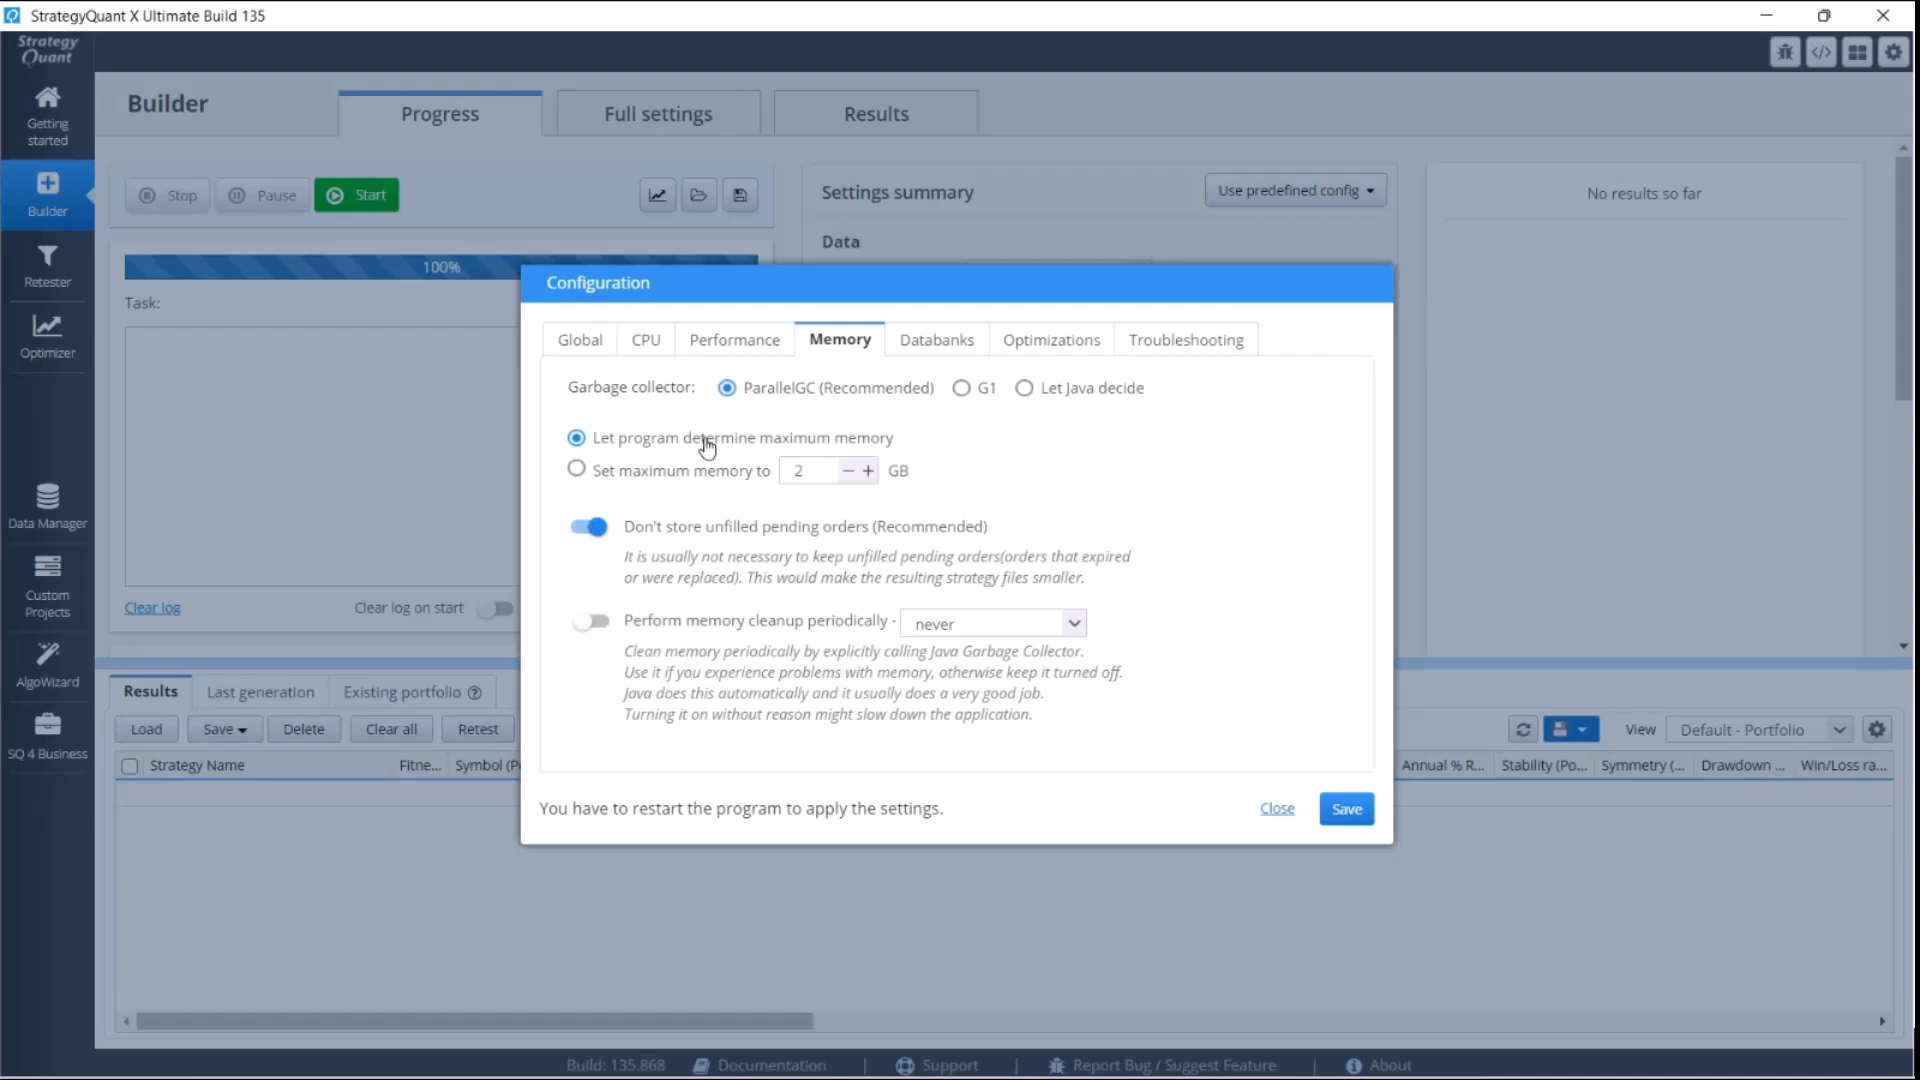 StrategyQuant X Ultimate Build 135
Strategy
Quant
Getting
started
Builder
Retester
Optimizer
Data Manager
Custom
Projects
AlgoWizard
SQ 4 Business
Builder
Progress
Full settings
Results
Stop
Pause
Start
100%
Task:
Clear log
Clear log on start
Settings summary
Use predefined config
Data
No results so far
Configuration
Global
CPU
Performance
Memory
Databanks
Optimizations
Troubleshooting
Garbage collector:
ParallelGC (Recommended)
G1
Let Java decide
Let program determine maximum memory
Set maximum memory to 2 − + GB
Don't store unfilled pending orders (Recommended)
It is usually not necessary to keep unfilled pending orders(orders that expired
or were replaced). This would make the resulting strategy files smaller.
Perform memory cleanup periodically - never
Clean memory periodically by explicitly calling Java Garbage Collector.
Use it if you experience problems with memory, otherwise keep it turned off.
Java does this automatically and it usually does a very good job.
Turning it on without reason might slow down the application.
You have to restart the program to apply the settings.
Close
Save
Results
Last generation
Existing portfolio
Load
Save
Delete
Clear all
Retest
View
Default - Portfolio
Strategy Name
Fitne...
Symbol (P
Annual % R...
Stability (Po...
Symmetry (...
Drawdown ...
Win/Loss ra...
Build: 135.868
Documentation
|
Support
|
Report Bug / Suggest Feature
|
About